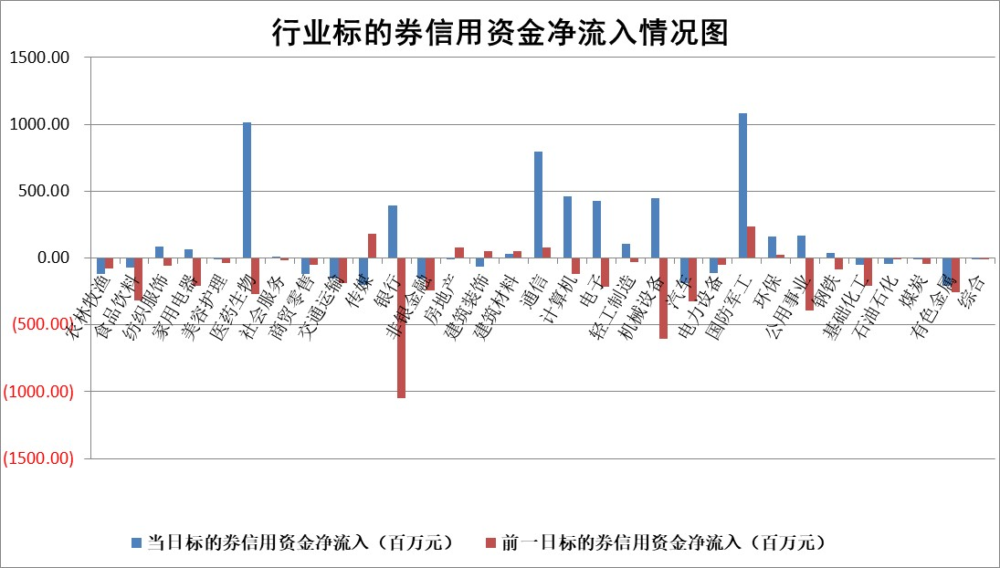 行业标的券信用资金净流入情况图
1500.00
1000.00
500.00
0.00
(500.00)
(1000.00)
(1500.00)
农林牧渔
食品饮料
纺织服饰
家用电器
美容护理
医药生物
社会服务
商贸零售
交通运输
传媒
银行
非银金融
房地产
建筑装饰
建筑材料
通信
计算机
电子
轻工制造
机械设备
汽车
电力设备
国防军工
环保
公用事业
钢铁
基础化工
石油石化
煤炭
有色金属
综合
当日标的券信用资金净流入（百万元）
前一日标的券信用资金净流入（百万元）